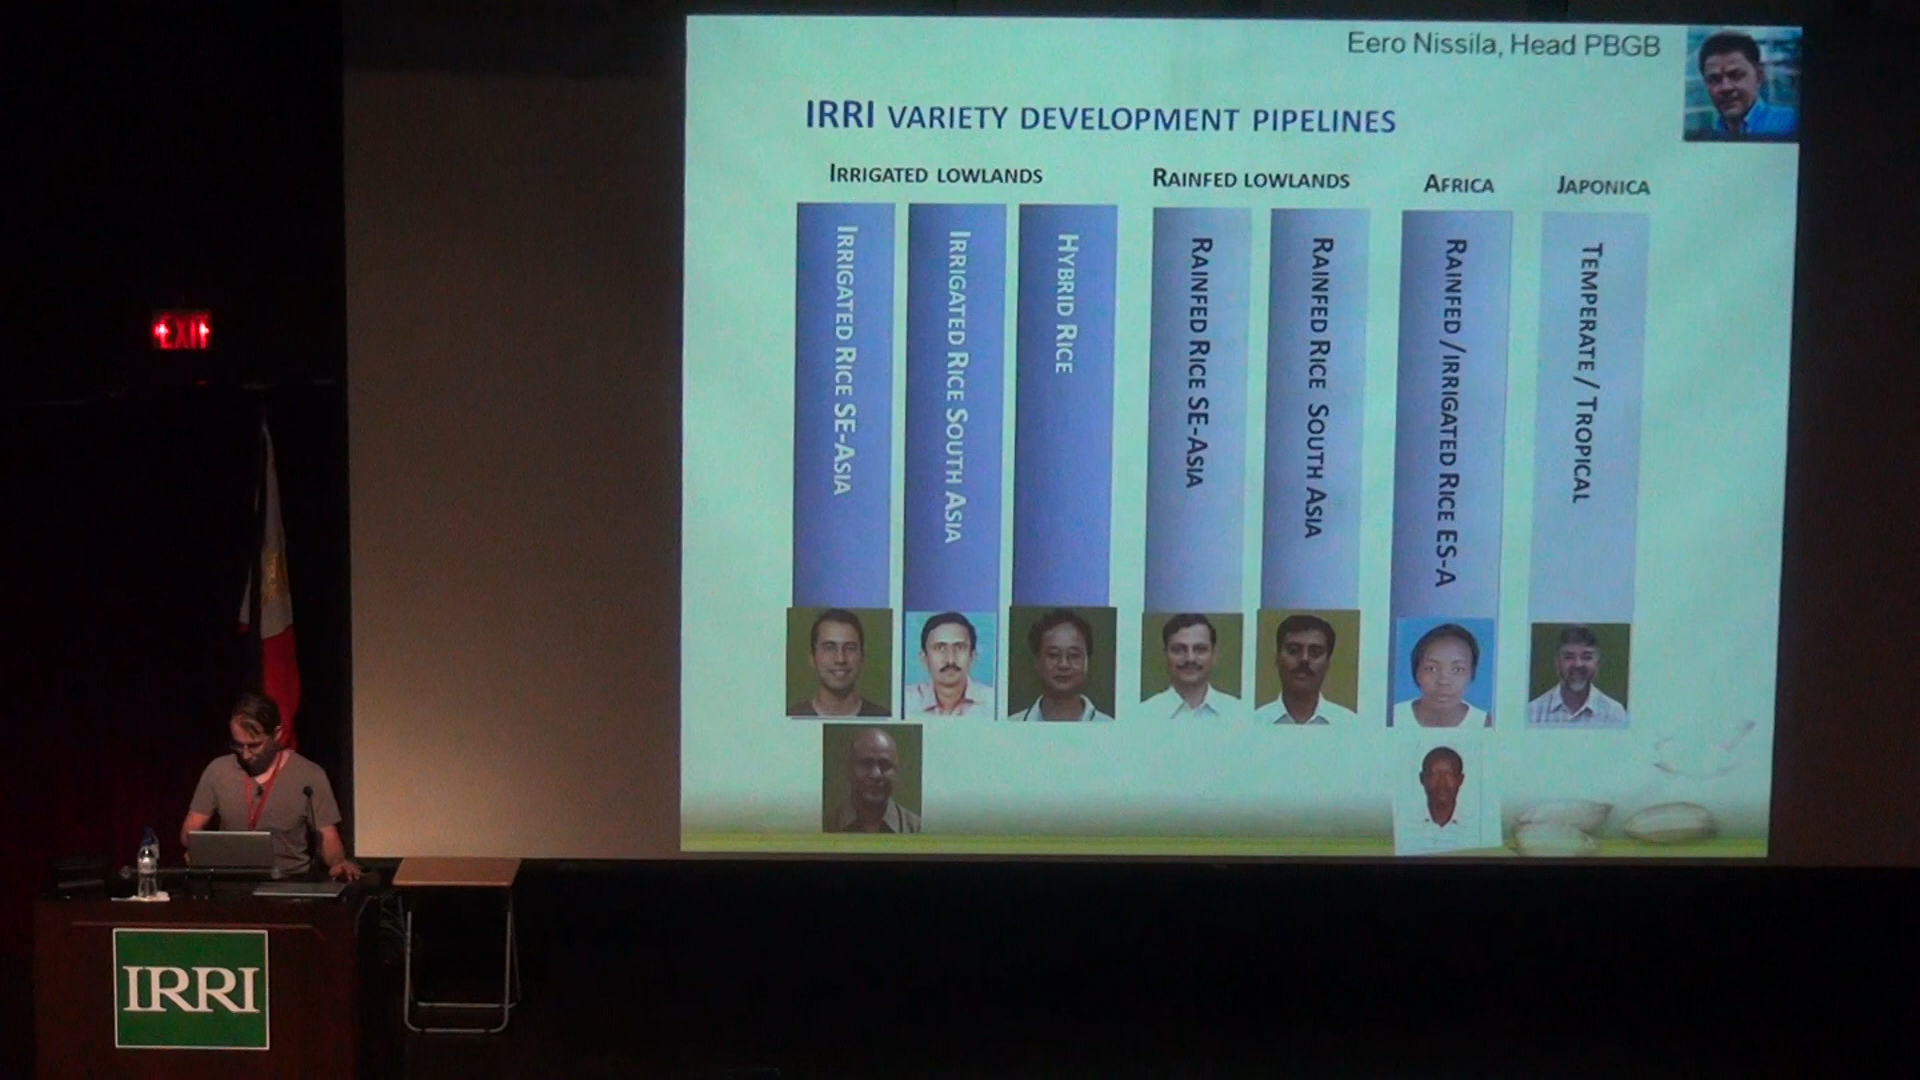 Eero Nissila, Head PBGB
IRRI VARIETY DEVELOPMENT PIPELINES
IRRIGATED LOWLANDS
RAINFED LOWLANDS
AFRICA
JAPONICA
IRRIGATED RICE SE-ASIA
IRRIGATED RICE SOUTH ASIA
HYBRID RICE
RAINFED RICE SE-ASIA
RAINFED RICE SOUTH ASIA
RAINFED /IRRIGATED RICE ES-A
TEMPERATE / TROPICAL
EXIT
IRRI